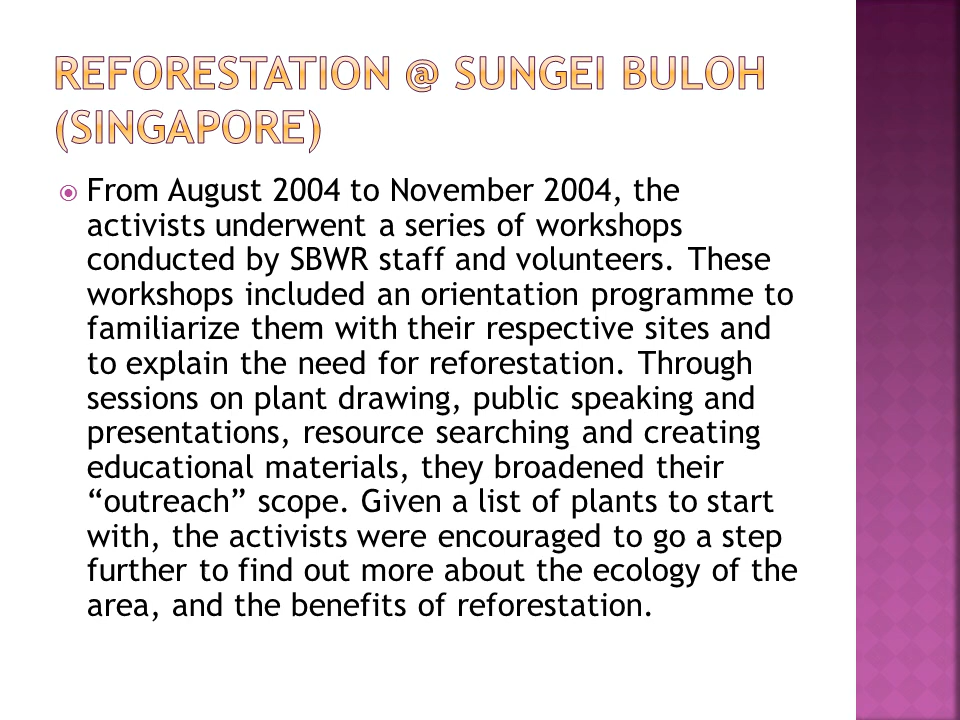 REFORESTATION @ SUNGEI BULOH
(SINGAPORE)
From August 2004 to November 2004, the
activists underwent a series of workshops
conducted by SBWR staff and volunteers. These
workshops included an orientation programme to
familiarize them with their respective sites and
to explain the need for reforestation. Through
sessions on plant drawing, public speaking and
presentations, resource searching and creating
educational materials, they broadened their
“outreach” scope. Given a list of plants to start
with, the activists were encouraged to go a step
further to find out more about the ecology of the
area, and the benefits of reforestation.